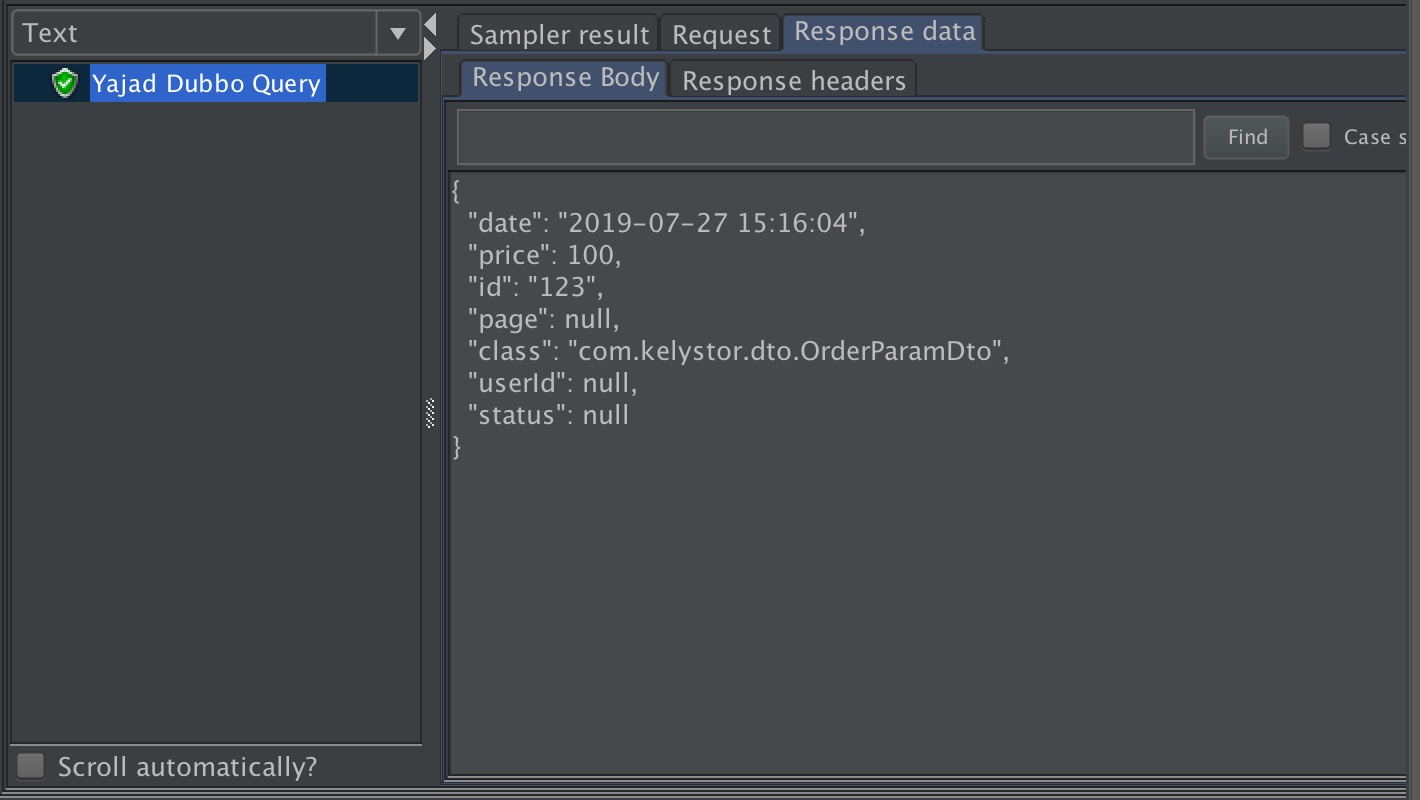 Text
Yajad Dubbo Query
Scroll automatically?
Sampler result Request Response data
Response Body Response headers
Find Case s
{
"date": "2019-07-27 15:16:04",
"price": 100,
"id": "123",
"page": null,
"class": "com.kelystor.dto.OrderParamDto",
"userId": null,
"status": null
}